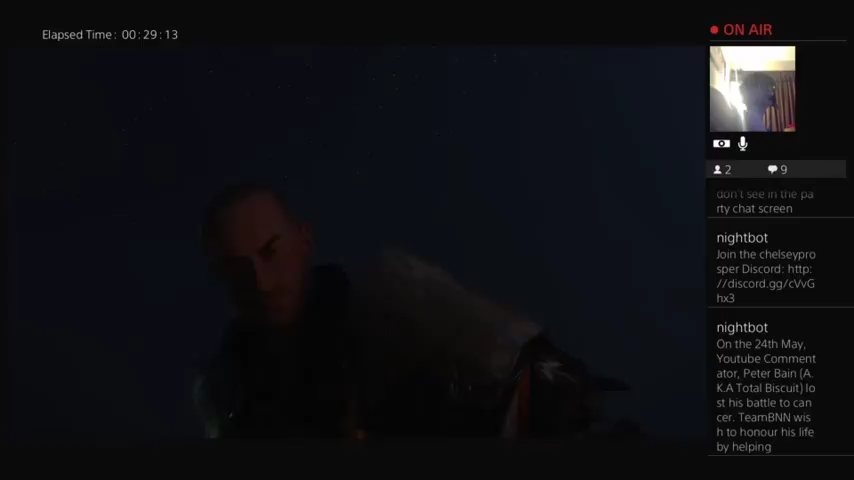 Elapsed Time: 00:29:13
ON AIR
2
9
don't see in the pa
rty chat screen
nightbot
Join the chelseypro
sper Discord: http:
//discord.gg/cVvG
hx3
nightbot
On the 24th May,
Youtube Comment
ator, Peter Bain (A.
K.A Total Biscuit) lo
st his battle to can
cer. TeamBNN wis
h to honour his life
by helping